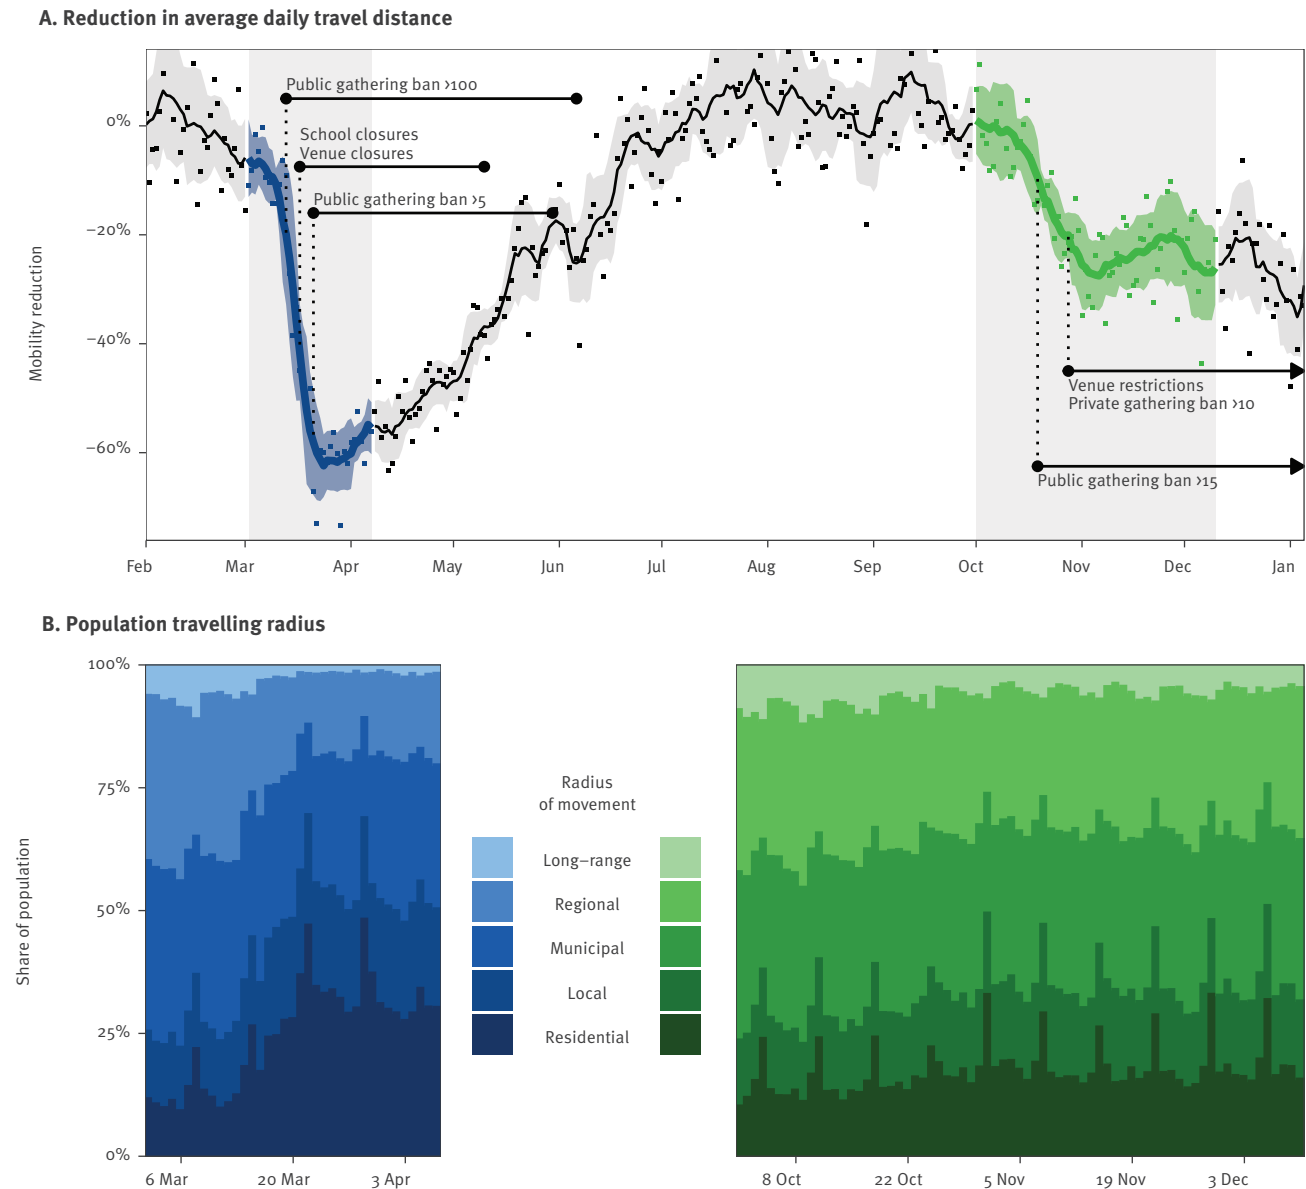 A. Reduction in average daily travel distance
Public gathering ban >100
School closures
Venue closures
Public gathering ban >5
Venue restrictions
Private gathering ban >10
Public gathering ban >15
Mobility reduction
0%
−20%
−40%
−60%
Feb Mar Apr May Jun Jul Aug Sep Oct Nov Dec Jan
B. Population travelling radius
Share of population
100%
75%
50%
25%
0%
Radius
of movement
Long−range
Regional
Municipal
Local
Residential
6 Mar 20 Mar 3 Apr
8 Oct 22 Oct 5 Nov 19 Nov 3 Dec